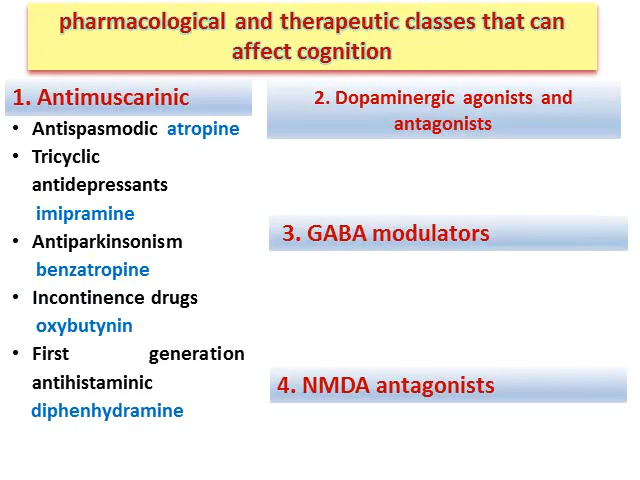 pharmacological and therapeutic classes that can
affect cognition
1. Antimuscarinic
• Antispasmodic atropine
• Tricyclic
antidepressants
imipramine
• Antiparkinsonism
benzatropine
• Incontinence drugs
oxybutynin
• First generation
antihistaminic
diphenhydramine
2. Dopaminergic agonists and
antagonists
3. GABA modulators
4. NMDA antagonists